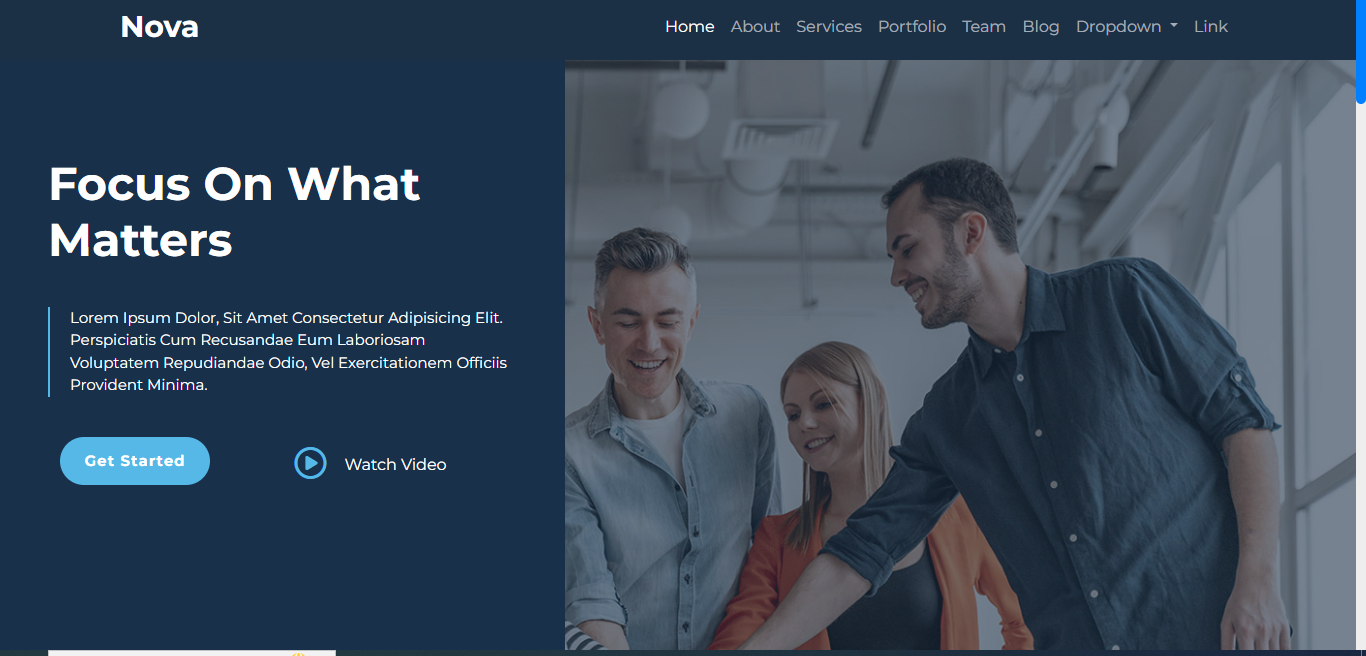 Nova
Home About Services Portfolio Team Blog Dropdown Link
Focus On What
Matters
Lorem Ipsum Dolor, Sit Amet Consectetur Adipisicing Elit.
Perspiciatis Cum Recusandae Eum Laboriosam
Voluptatem Repudiandae Odio, Vel Exercitationem Officiis
Provident Minima.
Get Started
Watch Video